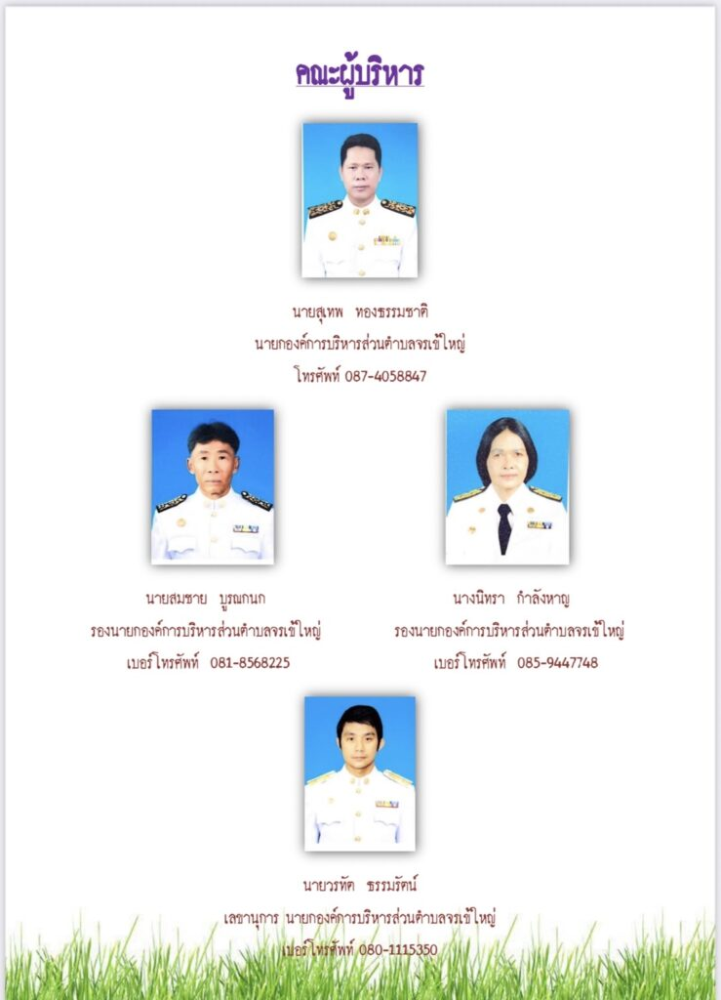 คณะผู้บริหาร
นายสุเทพ ทองธรรมชาติ
นายกองค์การบริหารส่วนตำบลจรเข้ใหญ่
โทรศัพท์ 087-4058847
นายสมชาย บูรณกนก
รองนายกองค์การบริหารส่วนตำบลจรเข้ใหญ่
เบอร์โทรศัพท์ 081-8568225
นางนิทรา กำลังหาญ
รองนายกองค์การบริหารส่วนตำบลจรเข้ใหญ่
เบอร์โทรศัพท์ 085-9447748
นายวรทัต ธรรมรัตน์
เลขานุการ นายกองค์การบริหารส่วนตำบลจรเข้ใหญ่
เบอร์โทรศัพท์ 080-1115350